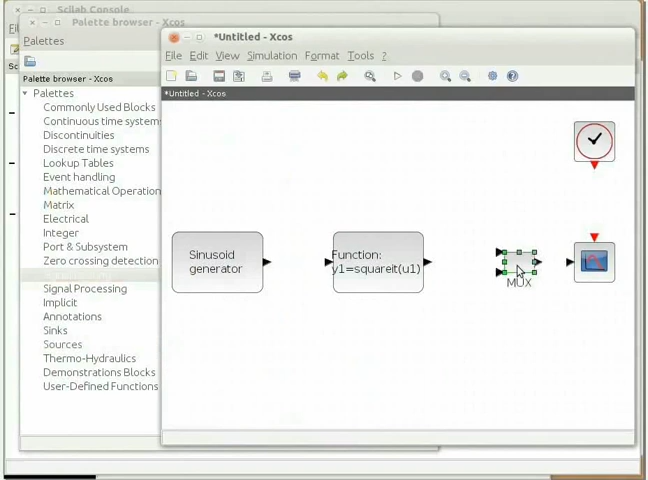 Scilab Console
Palette browser - Xcos
Palettes
Palette browser - Xcos
Palettes
Commonly Used Blocks
Continuous time systems
Discontinuities
Discrete time systems
Lookup Tables
Event handling
Mathematical Operation
Matrix
Electrical
Integer
Port & Subsystem
Zero crossing detection
Signal Processing
Implicit
Annotations
Sinks
Sources
Thermo-Hydraulics
Demonstrations Blocks
User-Defined Functions
*Untitled - Xcos
File Edit View Simulation Format Tools ?
*Untitled - Xcos
Sinusoid
generator
Function:
y1=squareit(u1)
MUX